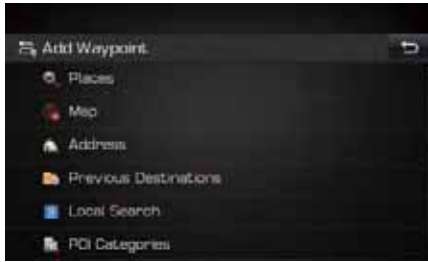 Add Waypoint
Places
Map
Address
Previous Destinations
Local Search
POI Categories